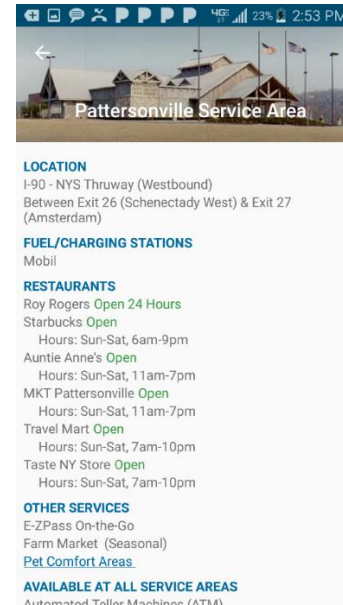 4G LTE 23% 2:53 PM
Pattersonville Service Area
LOCATION
I-90 - NYS Thruway (Westbound)
Between Exit 26 (Schenectady West) & Exit 27
(Amsterdam)
FUEL/CHARGING STATIONS
Mobil
RESTAURANTS
Roy Rogers Open 24 Hours
Starbucks Open
Hours: Sun-Sat, 6am-9pm
Auntie Anne's Open
Hours: Sun-Sat, 11am-7pm
MKT Pattersonville Open
Hours: Sun-Sat, 11am-7pm
Travel Mart Open
Hours: Sun-Sat, 7am-10pm
Taste NY Store Open
Hours: Sun-Sat, 7am-10pm
OTHER SERVICES
E-ZPass On-the-Go
Farm Market (Seasonal)
Pet Comfort Areas
AVAILABLE AT ALL SERVICE AREAS
Automated Teller Machines (ATM)